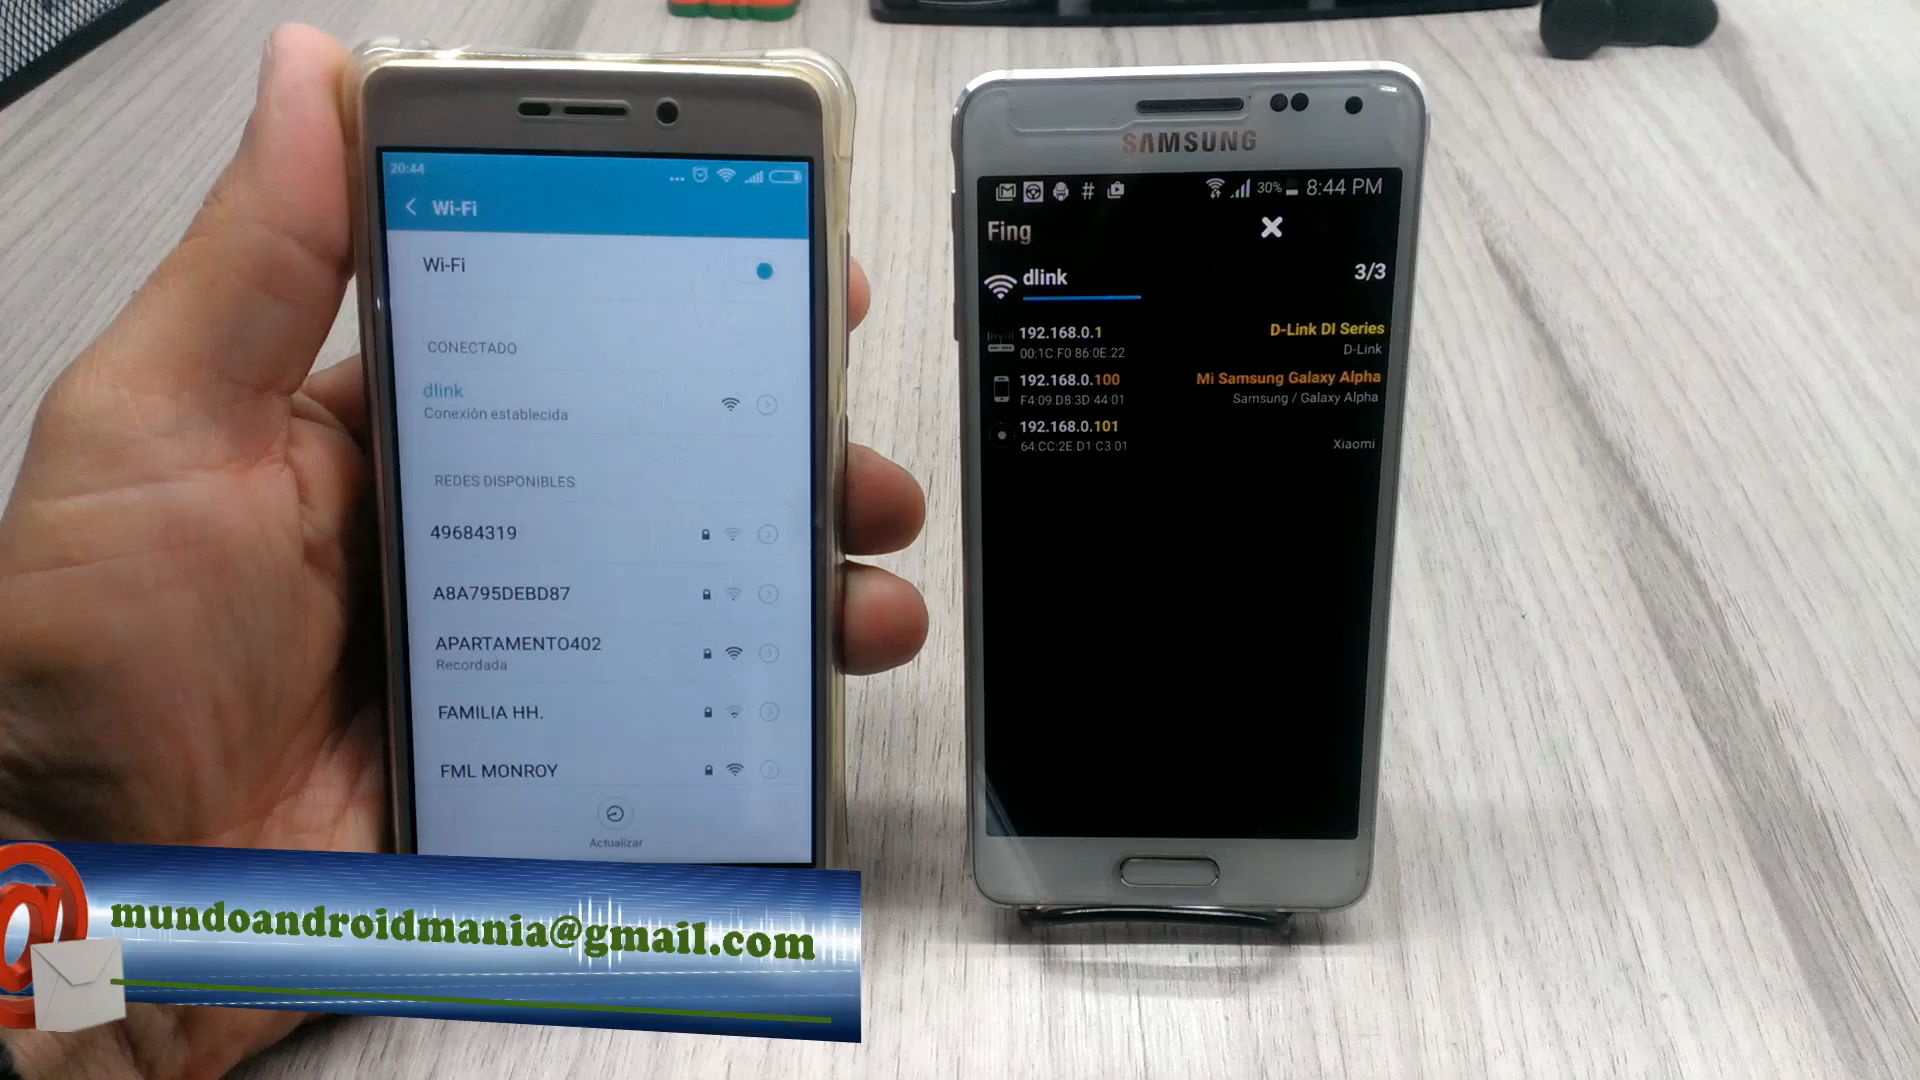 20:44
Wi-Fi
Wi-Fi
CONECTADO
dlink
Conexión establecida
REDES DISPONIBLES
49684319
A8A795DEBD87
APARTAMENTO402
Recordada
FAMILIA HH.
FML MONROY
Actualizar
SAMSUNG
# 30% 8:44 PM
Fing
dlink 3/3
192.168.0.1 D-Link DI Series
00:1C:F0:86:0E:22 D-Link
192.168.0.100 Mi Samsung Galaxy Alpha
F4:09:D8:3D:44:01 Samsung / Galaxy Alpha
192.168.0.101
64:CC:2E:D1:C3:01 Xiaomi
mundoandroidmania@gmail.com